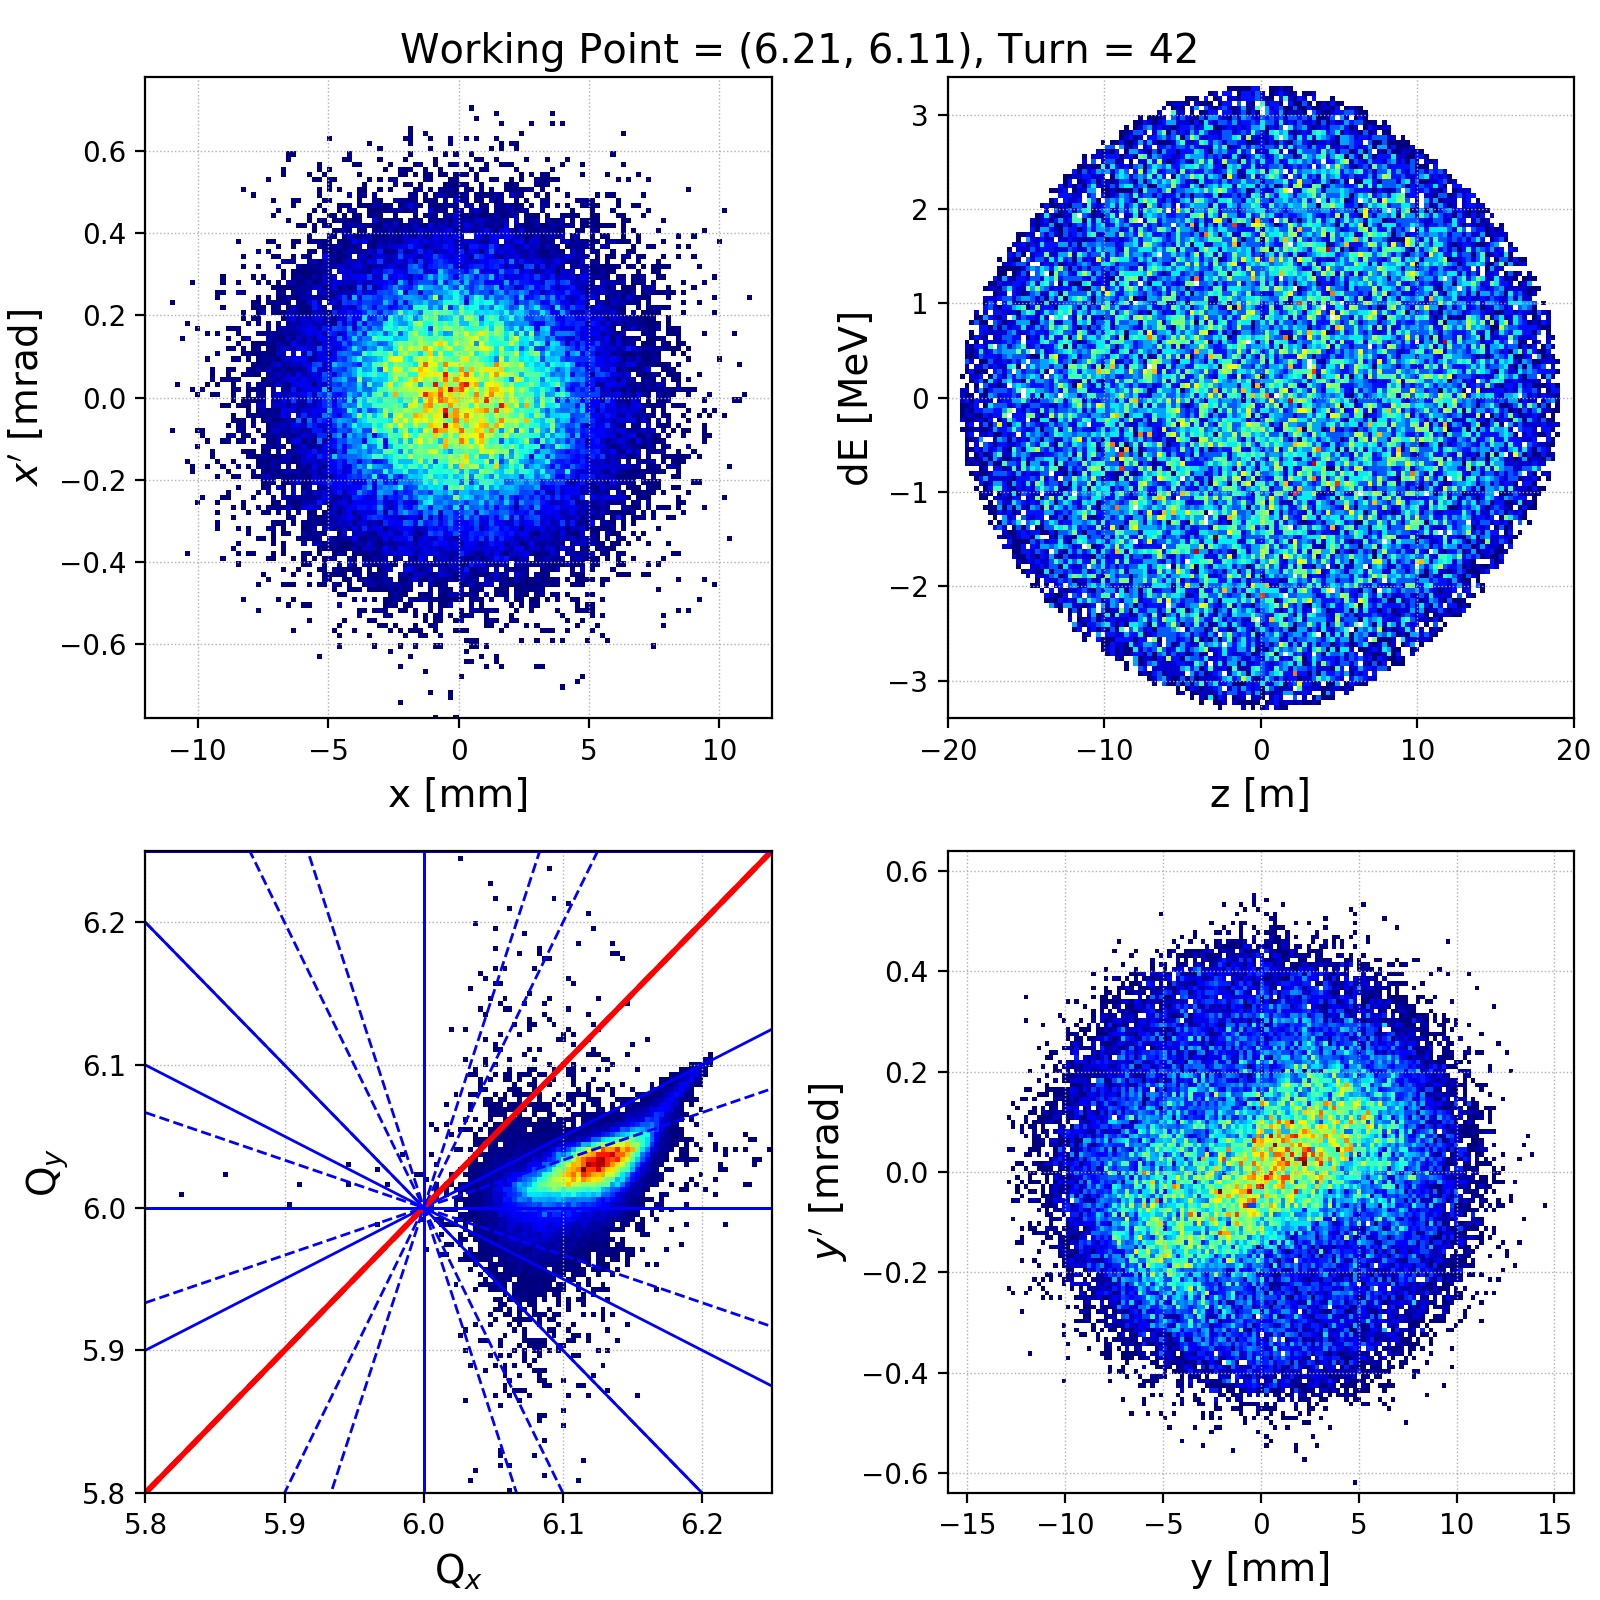 Working Point = (6.21, 6.11), Turn = 42
0.6
0.4
0.2
0.0
−0.2
−0.4
−0.6
x′ [mrad]
−10 −5 0 5 10
x [mm]
3
2
1
0
−1
−2
−3
dE [MeV]
−20 −10 0 10 20
z [m]
6.2
6.1
6.0
5.9
5.8
Qy
5.8 5.9 6.0 6.1 6.2
Qx
0.6
0.4
0.2
0.0
−0.2
−0.4
−0.6
y′ [mrad]
−15 −10 −5 0 5 10 15
y [mm]